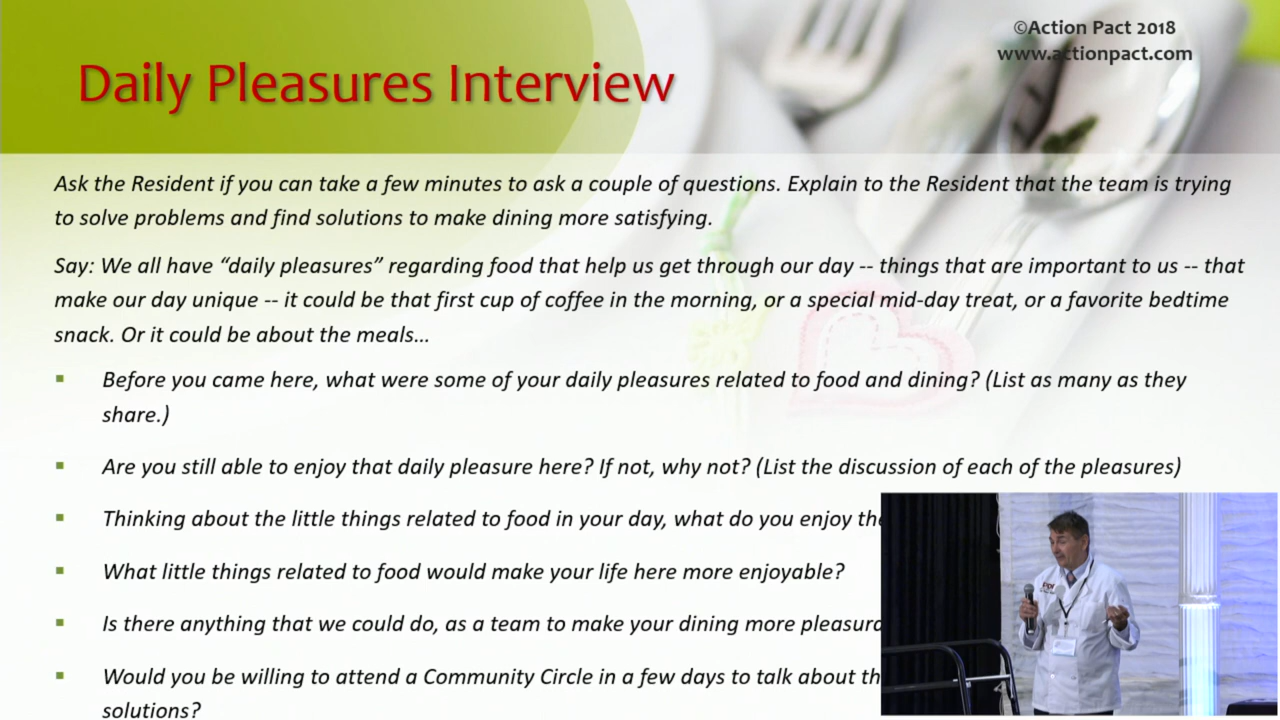 ©Action Pact 2018
www.actionpact.com
Daily Pleasures Interview
Ask the Resident if you can take a few minutes to ask a couple of questions. Explain to the Resident that the team is trying
to solve problems and find solutions to make dining more satisfying.
Say: We all have “daily pleasures” regarding food that help us get through our day -- things that are important to us -- that
make our day unique -- it could be that first cup of coffee in the morning, or a special mid-day treat, or a favorite bedtime
snack. Or it could be about the meals…
▪ Before you came here, what were some of your daily pleasures related to food and dining? (List as many as they
share.)
▪ Are you still able to enjoy that daily pleasure here? If not, why not? (List the discussion of each of the pleasures)
▪ Thinking about the little things related to food in your day, what do you enjoy
▪ What little things related to food would make your life here more enjoyable?
▪ Is there anything that we could do, as a team to make your dining more
▪ Would you be willing to attend a Community Circle in a few days to talk about
solutions?